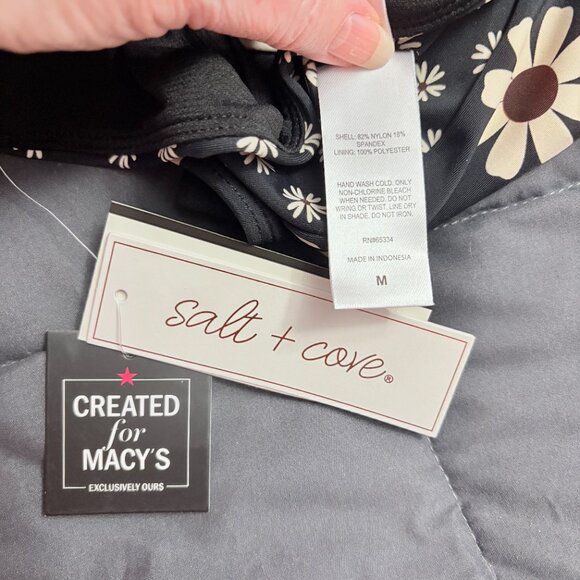 SHELL: 82% NYLON 18%
SPANDEX
LINING: 100% POLYESTER
HAND WASH COLD. ONLY
NON-CHLORINE BLEACH
WHEN NEEDED. DO NOT
WRING OR TWIST. LINE DRY
IN SHADE. DO NOT IRON.
RN#65334
MADE IN INDONESIA
M
salt + cove®
CREATED
for
MACY'S
EXCLUSIVELY OURS